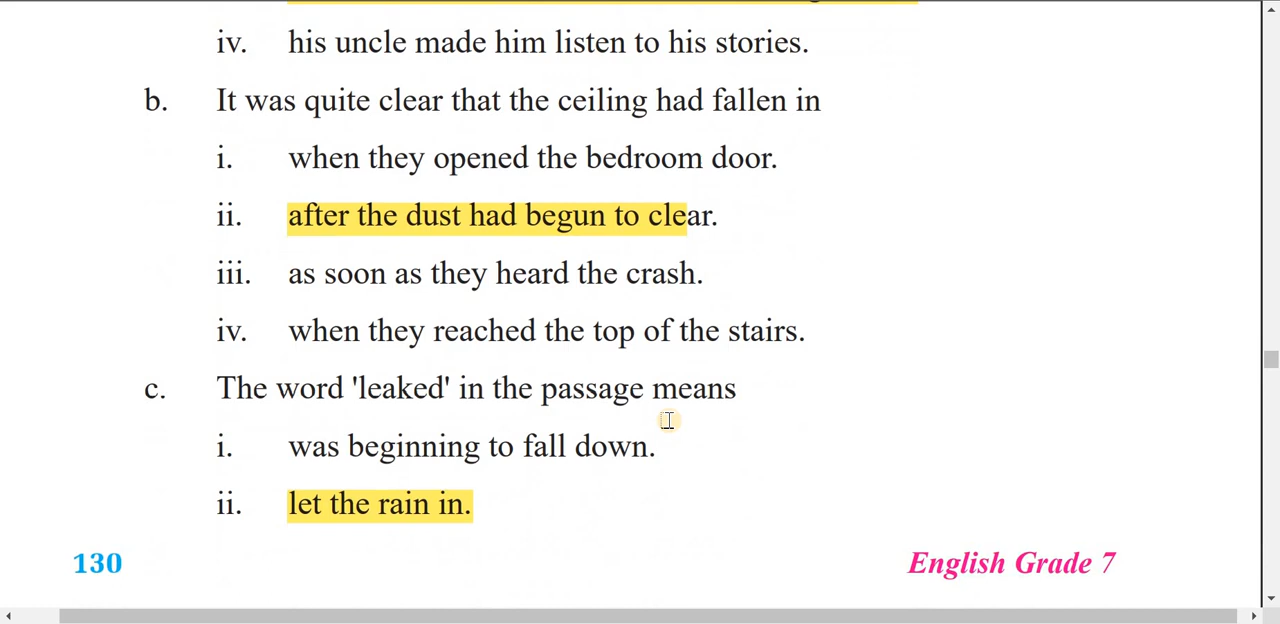 iv. his uncle made him listen to his stories.
b. It was quite clear that the ceiling had fallen in
i. when they opened the bedroom door.
ii. after the dust had begun to clear.
iii. as soon as they heard the crash.
iv. when they reached the top of the stairs.
c. The word 'leaked' in the passage means
i. was beginning to fall down.
ii. let the rain in.
130 English Grade 7